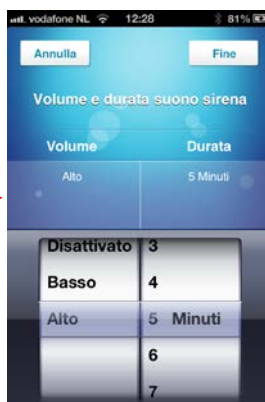 vodafone NL 12:28 81%
Annulla Fine
Volume e durata suono sirena
Volume Durata
Alto 5 Minuti
Disattivato 3
Basso 4
Alto 5 Minuti
6
7